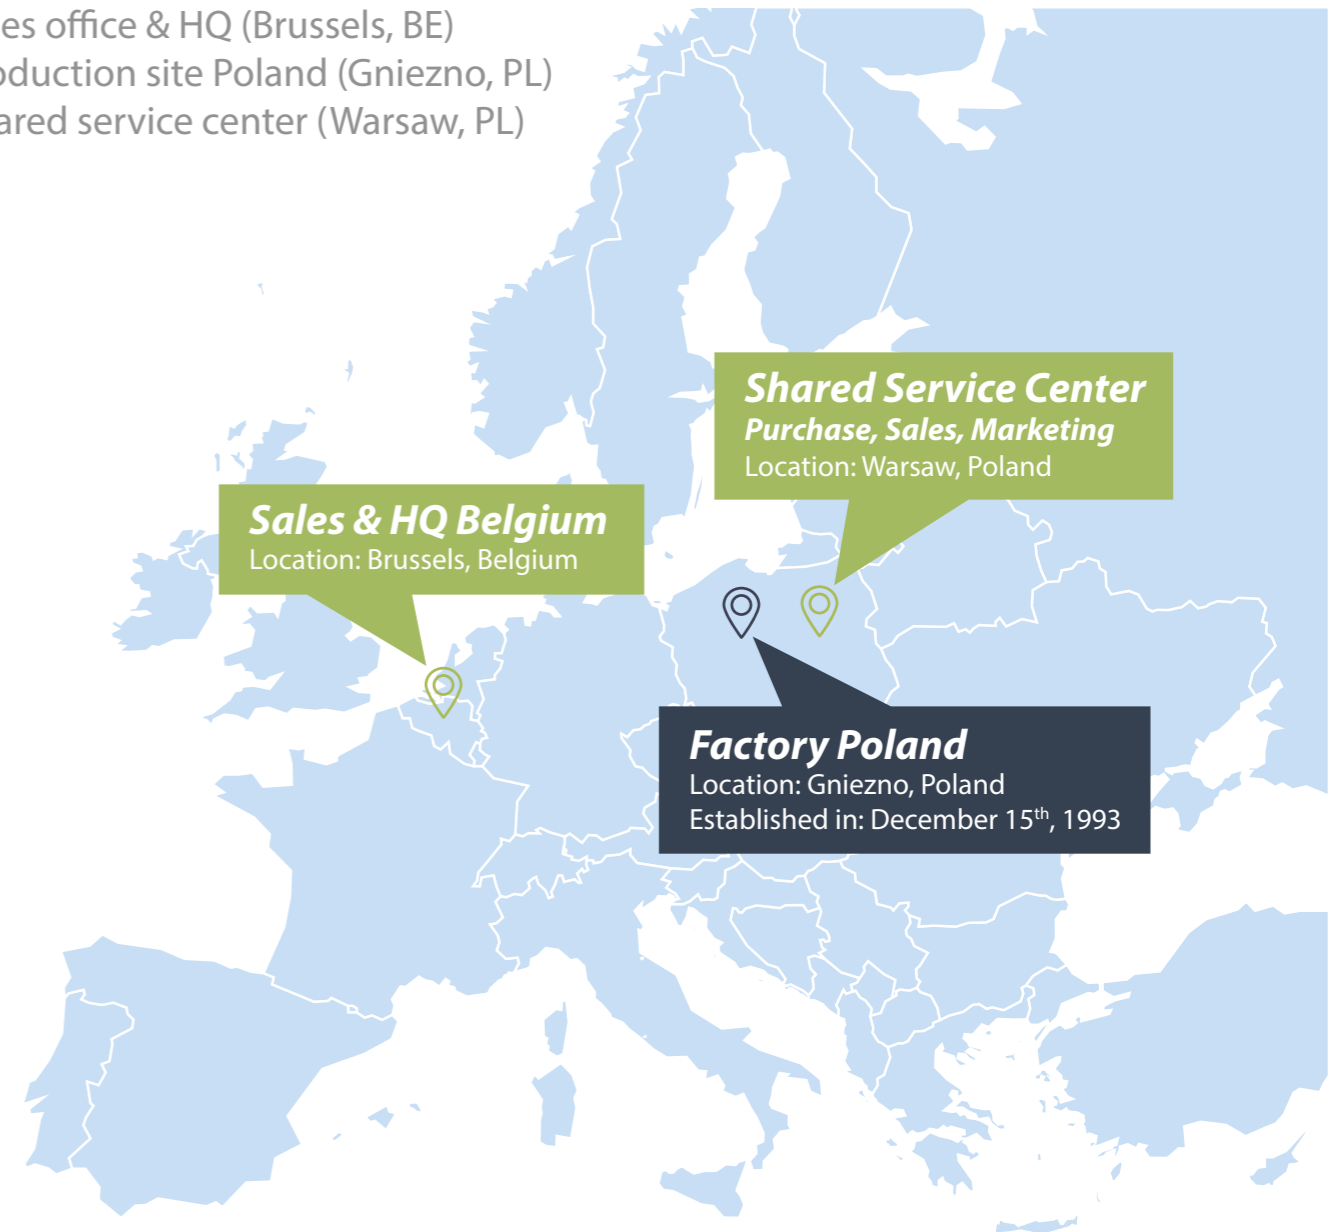 es office & HQ (Brussels, BE)
oduction site Poland (Gniezno, PL)
ared service center (Warsaw, PL)
Shared Service Center
Purchase, Sales, Marketing
Location: Warsaw, Poland
Sales & HQ Belgium
Location: Brussels, Belgium
Factory Poland
Location: Gniezno, Poland
Established in: December 15th, 1993